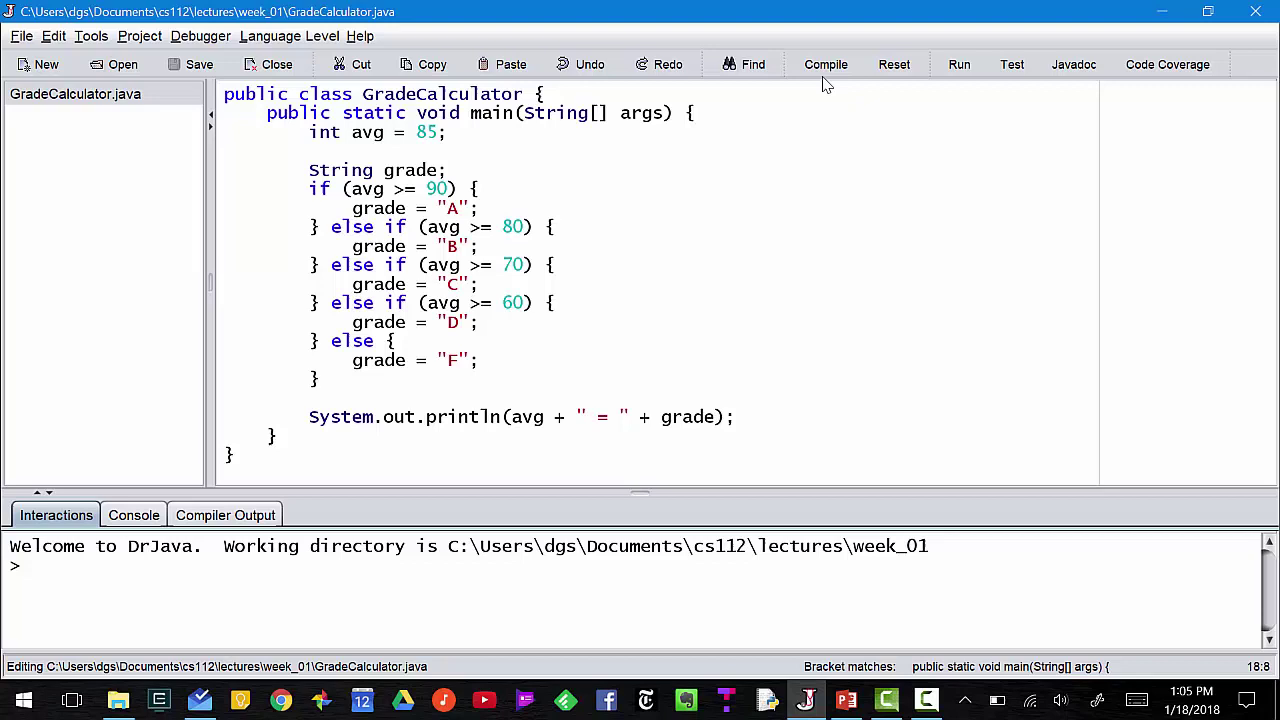 C:\Users\dgs\Documents\cs112\lectures\week_01\GradeCalculator.java
File Edit Tools Project Debugger Language Level Help
New Open Save Close Cut Copy Paste Undo Redo Find Compile Reset Run Test Javadoc Code Coverage
GradeCalculator.java
public class GradeCalculator {
    public static void main(String[] args) {
        int avg = 85;
        String grade;
        if (avg >= 90) {
            grade = "A";
        } else if (avg >= 80) {
            grade = "B";
        } else if (avg >= 70) {
            grade = "C";
        } else if (avg >= 60) {
            grade = "D";
        } else {
            grade = "F";
        }
        System.out.println(avg + " = " + grade);
    }
}
Interactions Console Compiler Output
Welcome to DrJava.  Working directory is C:\Users\dgs\Documents\cs112\lectures\week_01
>
Editing C:\Users\dgs\Documents\cs112\lectures\week_01\GradeCalculator.java Bracket matches: public static void main(String[] args) { 18:8
12
1:05 PM
1/18/2018